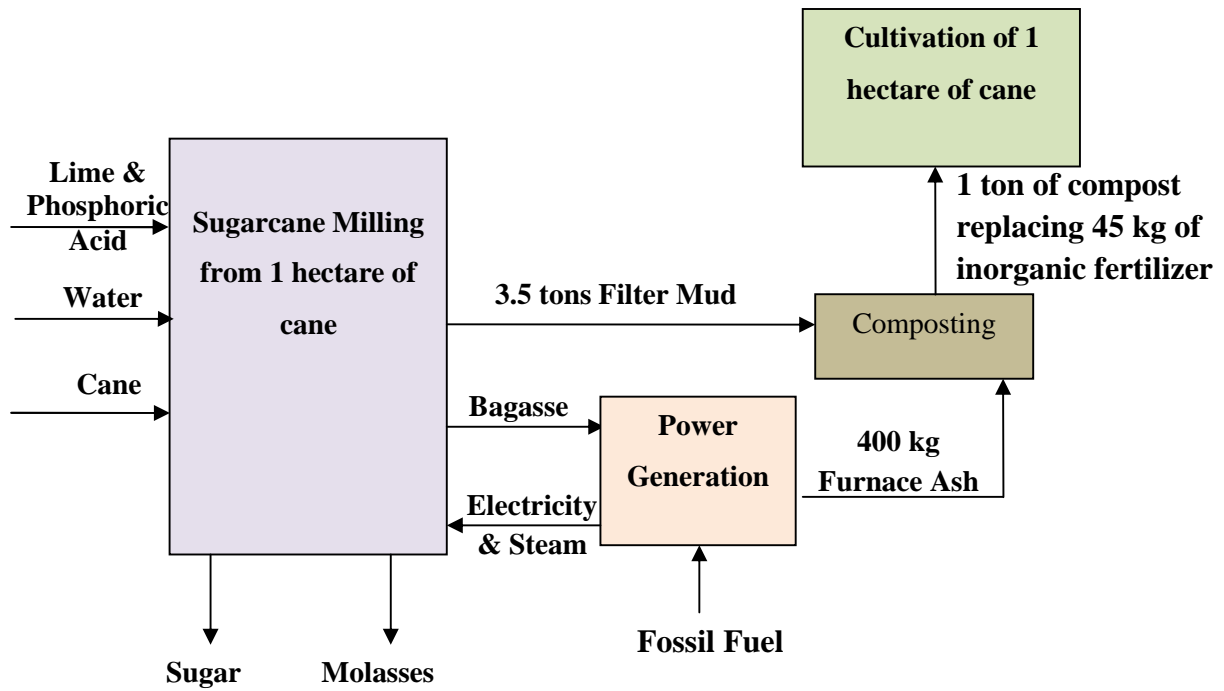 Cultivation of 1
hectare of cane
Lime &
Phosphoric
Acid
Water
Cane
Sugarcane Milling
from 1 hectare of
cane
3.5 tons Filter Mud
1 ton of compost
replacing 45 kg of
inorganic fertilizer
Composting
Bagasse
Electricity
& Steam
Power
Generation
400 kg
Furnace Ash
Fossil Fuel
Sugar
Molasses